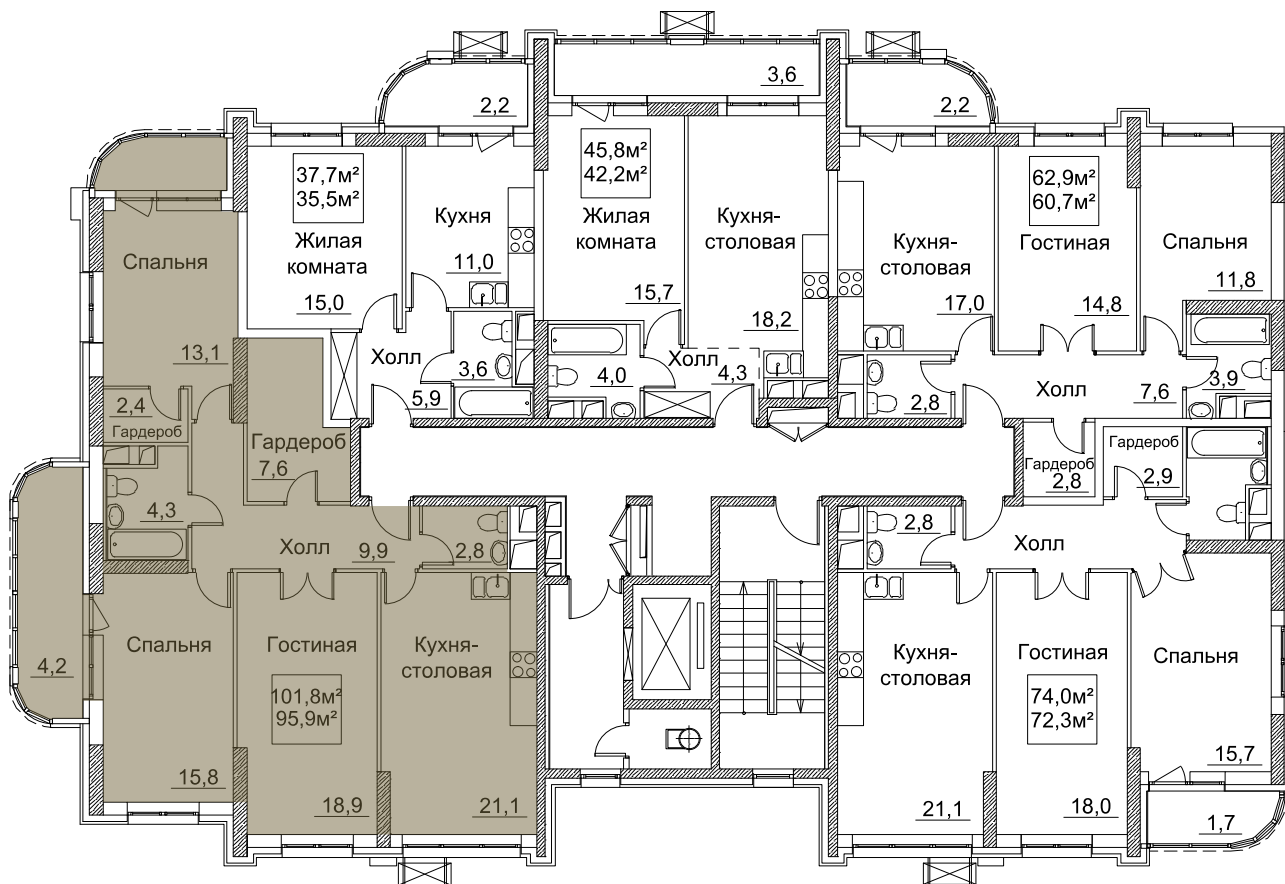 3,6
2,2
2,2
37,7м²
35,5м²
Жилая
комната
15,0
Кухня
11,0
45,8м²
42,2м²
Жилая
комната
15,7
Кухня-
столовая
18,2
Кухня-
столовая
17,0
62,9м²
60,7м²
Гостиная
14,8
Спальня
11,8
Спальня
13,1
2,4
Гардероб
Гардероб
7,6
Холл
5,9
3,6
4,0
Холл
4,3
2,8
Холл
7,6
3,9
Гардероб
2,8
Гардероб
2,9
4,3
Холл
9,9
2,8
2,8
Холл
4,2
Спальня
15,8
Гостиная
101,8м²
95,9м²
18,9
Кухня-
столовая
21,1
Кухня-
столовая
21,1
Гостиная
74,0м²
72,3м²
18,0
Спальня
15,7
1,7